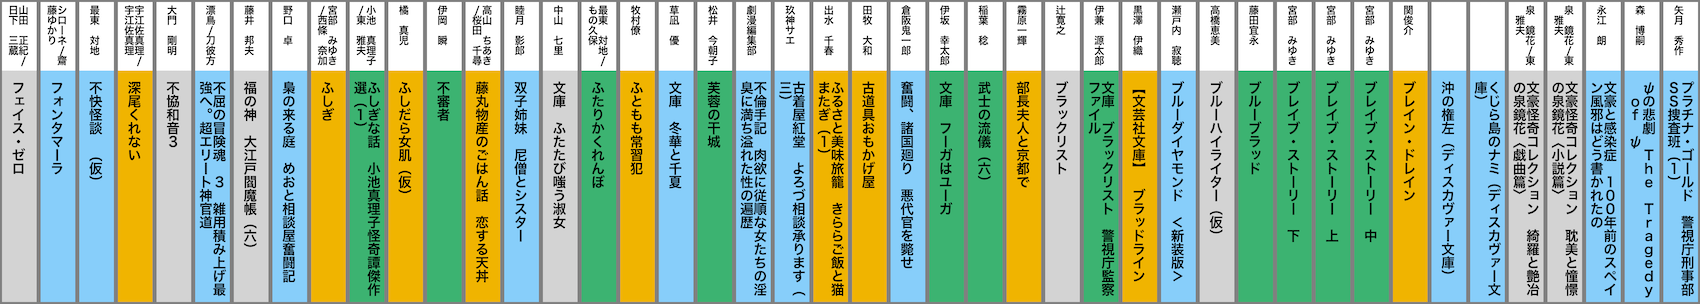 矢月 秀作
プラチナ・ゴールド 警視庁刑事部
SS捜査班（1）
森 博嗣
ψの悲劇 The Tragedy
of ψ
永江 朗
文豪と感染症 100年前のスペイ
ン風邪はどう書かれたの
泉 鏡花/東
雅夫
文豪怪奇コレクション 耽美と憧憬
の泉鏡花〈小説篇〉
泉 鏡花/東
雅夫
文豪怪奇コレクション 綺羅と艶冶
の泉鏡花〈戯曲篇〉
くじら島のナミ（ディスカヴァー文
庫）
沖の権左（ディスカヴァー文庫）
関俊介
ブレイン・ドレイン
宮部 みゆき
ブレイブ・ストーリー 中
宮部 みゆき
ブレイブ・ストーリー 上
宮部 みゆき
ブレイブ・ストーリー 下
藤田宜永
ブルーブラッド
高橋恵美
ブルーハイライター（仮）
瀬戸内 寂聴
ブルーダイヤモンド ＜新装版＞
黒澤 伊織
【文芸社文庫】 ブラッドライン
伊兼 源太郎
文庫 ブラックリスト 警視庁監察
ファイル
辻寛之
ブラックリスト
霧原一輝
部長夫人と京都で
稲葉 稔
武士の流儀（六）
伊坂 幸太郎
文庫 フーガはユーガ
倉阪鬼一郎
奮闘、諸国廻り 悪代官を斃せ
田牧 大和
古道具おもかげ屋
出水 千春
ふるさと美味旅籠 きららご飯と猫
またぎ（1）
玖神サエ
古着屋紅堂 よろづ相談承ります（
三）
劇漫編集部
不倫手記 肉欲に従順な女たちの淫
臭に満ち溢れた性の遍歴
松井 今朝子
芙蓉の干城
草凪 優
文庫 冬華と千夏
牧村僚
ふともも常習犯
最東 対地/
もの久保
ふたりかくれんぼ
中山 七里
文庫 ふたたび嗤う淑女
睦月 影郎
双子姉妹 尼僧とシスター
高山 ちあき
/桜田 千尋
藤丸物産のごはん話 恋する天丼
伊岡 瞬
不審者
橘 真児
ふしだら女肌（仮）
小池 真理子
/東 雅夫
ふしぎな話 小池真理子怪奇譚傑作
選（1）
宮部 みゆき
/西條 奈加
ふしぎ
野口 卓
梟の来る庭 めおと相談屋奮闘記
藤井 邦夫
福の神 大江戸閻魔帳（六）
漂鳥/刀彼方
不屈の冒険魂 3 雑用積み上げ最
強へ。超エリート神官道
大門 剛明
不協和音3
宇江佐真理/
宇江佐真理
深尾くれない
最東 対地
不快怪談 （仮）
シローネ/齋
藤ゆかり
フォンタマーラ
山田 正紀/
日下 三蔵
フェイス・ゼロ